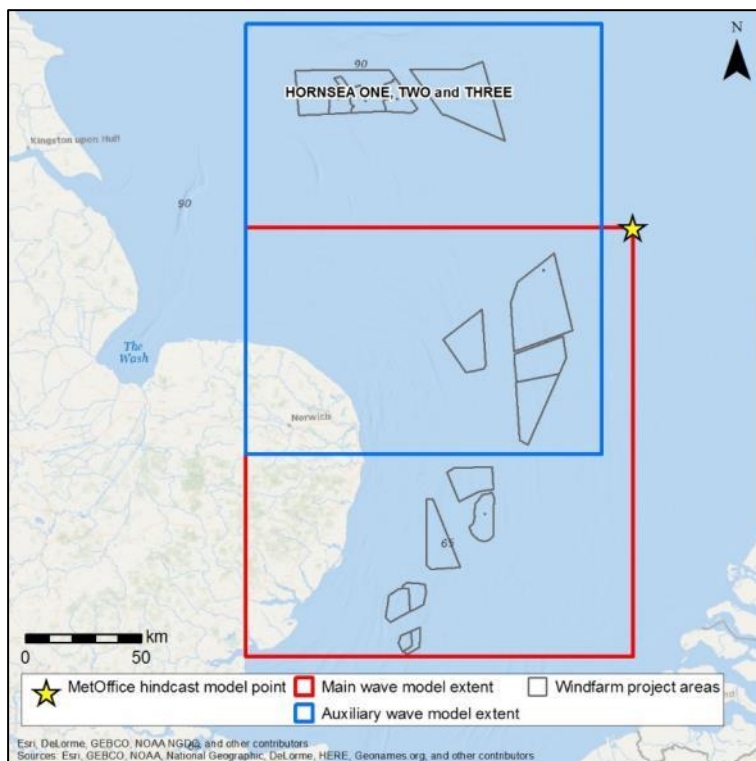 N
90
HORNSEA ONE, TWO and THREE
Kingston upon Hull
90
The
Wash
Norwich
65
km
0 50
MetOffice hindcast model point
Main wave model extent
Windfarm project areas
Auxiliary wave model extent
Esri, DeLorme, GEBCO, NOAA NGDC, and other contributors
Sources: Esri, GEBCO, NOAA, National Geographic, DeLorme, HERE, Geonames.org, and other contributors